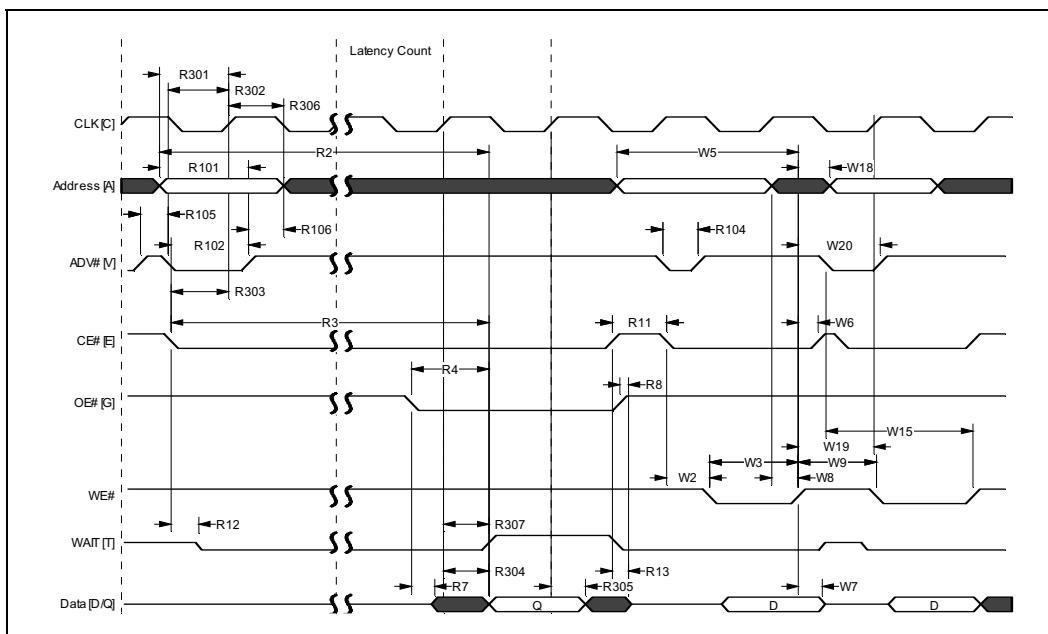 Latency Count
R301
R302
R306
CLK [C]
R2
W5
R101
W18
Address [A]
R105
R106
R104
R102
W20
ADV# [V]
R303
R3
R11
W6
CE# [E]
R4
R8
OE# [G]
W15
W19
W3
W9
W2
W8
WE#
R12
R307
WAIT [T]
R304
R13
R7
R305
W7
Data [D/Q]
Q
D
D